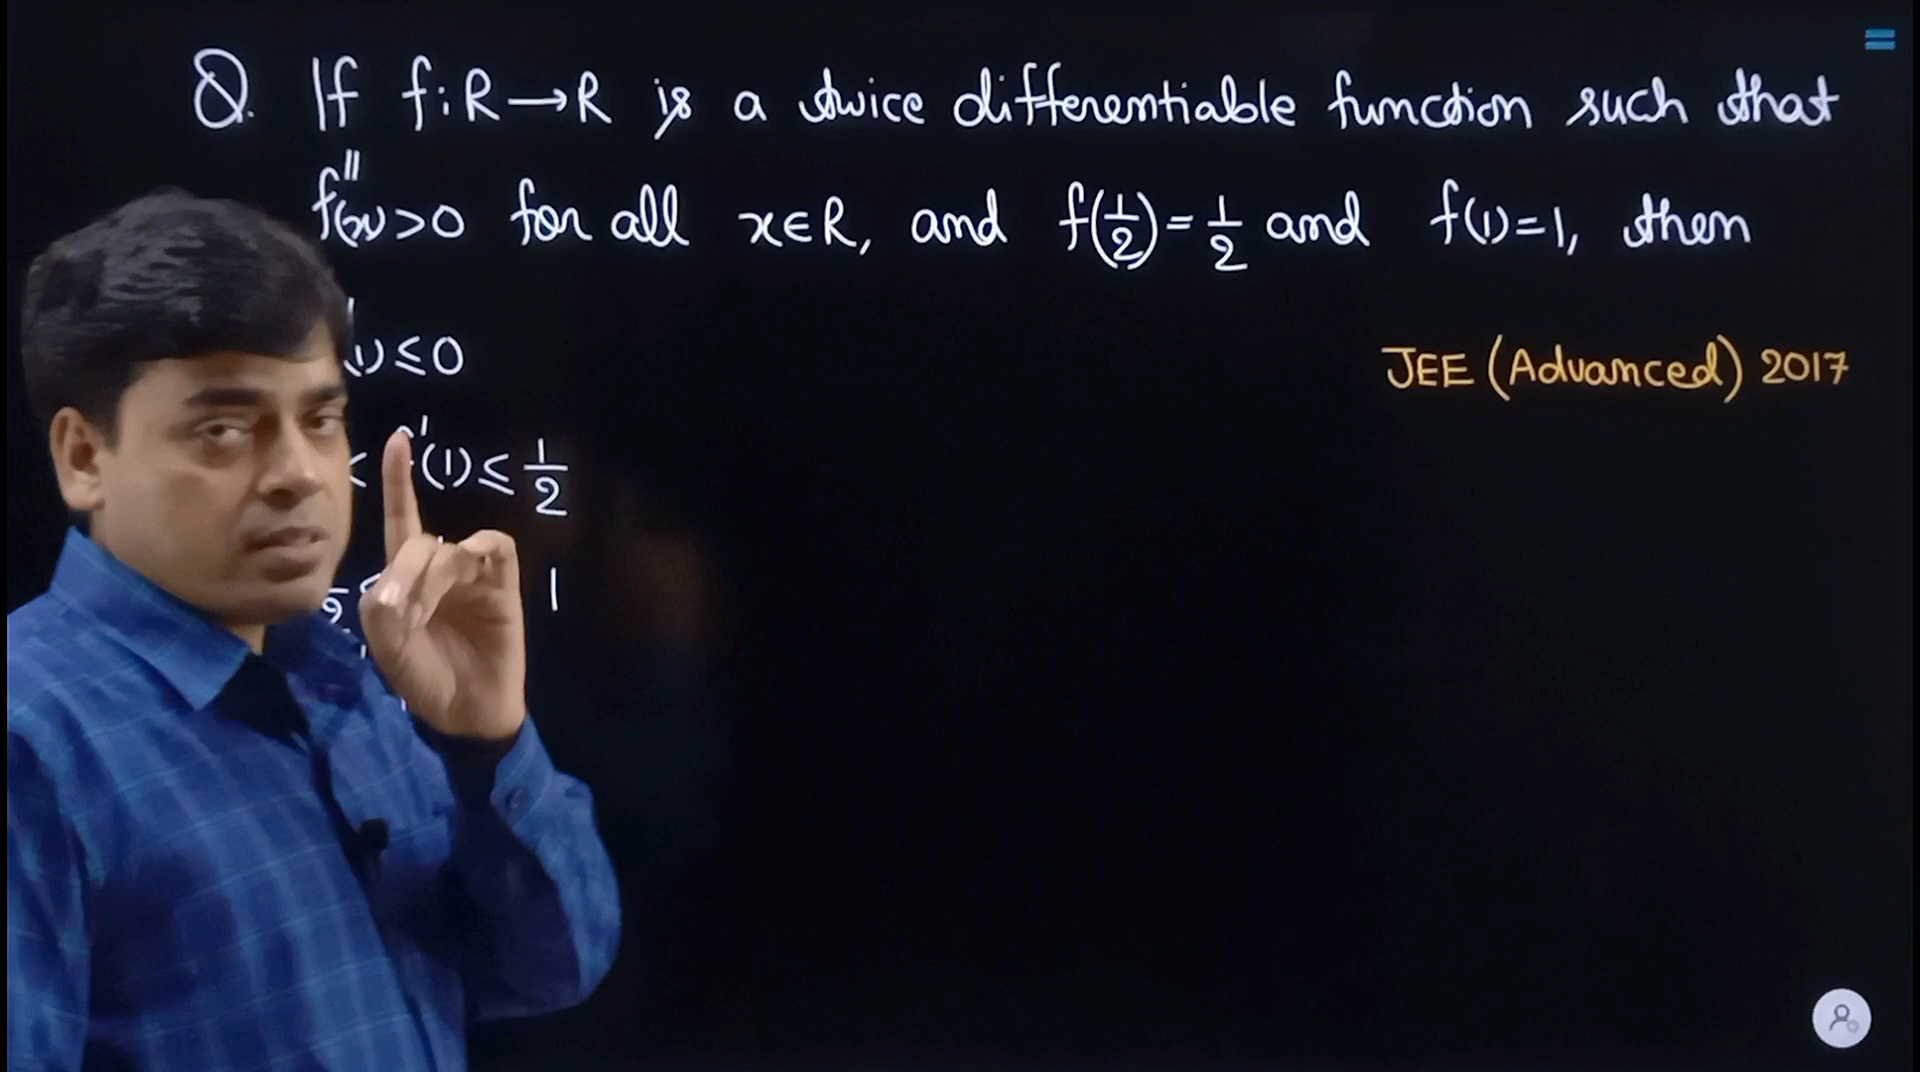 Q. If f:R→R is a twice differentiable function such that
f''(x)>0 for all x∈R, and f(1/2)=1/2 and f(1)=1, then
(1)≤0
JEE (Advanced) 2017
'(1)≤1/2
1